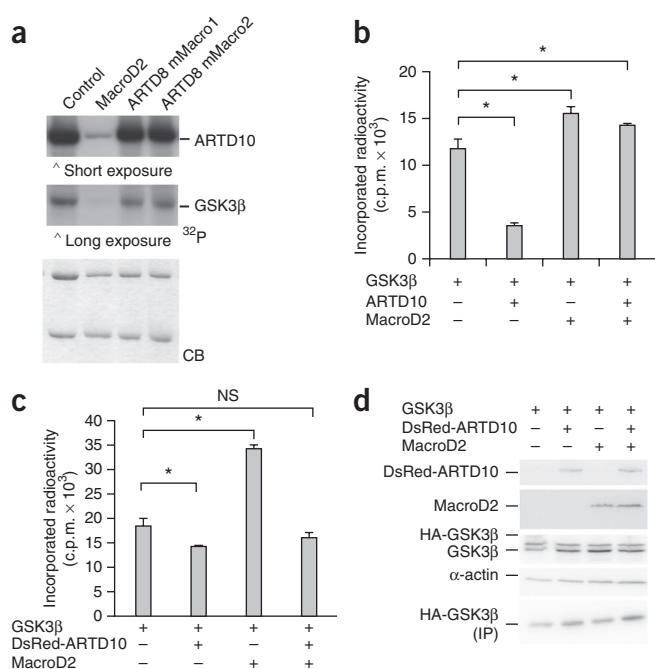 a
Control
MacroD2
ARTD8 mMacro1
ARTD8 mMacro2
ARTD10
^ Short exposure
GSK3β
^ Long exposure
32P
CB
b
Incorporated radioactivity
(c.p.m. × 10³)
20
15
10
5
0
*
*
*
GSK3β + + + +
ARTD10 – + – +
MacroD2 – – + +
c
Incorporated radioactivity
(c.p.m. × 10³)
40
35
30
25
20
15
10
5
0
NS
*
*
GSK3β + + + +
DsRed-ARTD10 – + – +
MacroD2 – – + +
d
GSK3β + + + +
DsRed-ARTD10 – + – +
MacroD2 – – + +
DsRed-ARTD10
MacroD2
HA-GSK3β
GSK3β
α-actin
HA-GSK3β
(IP)